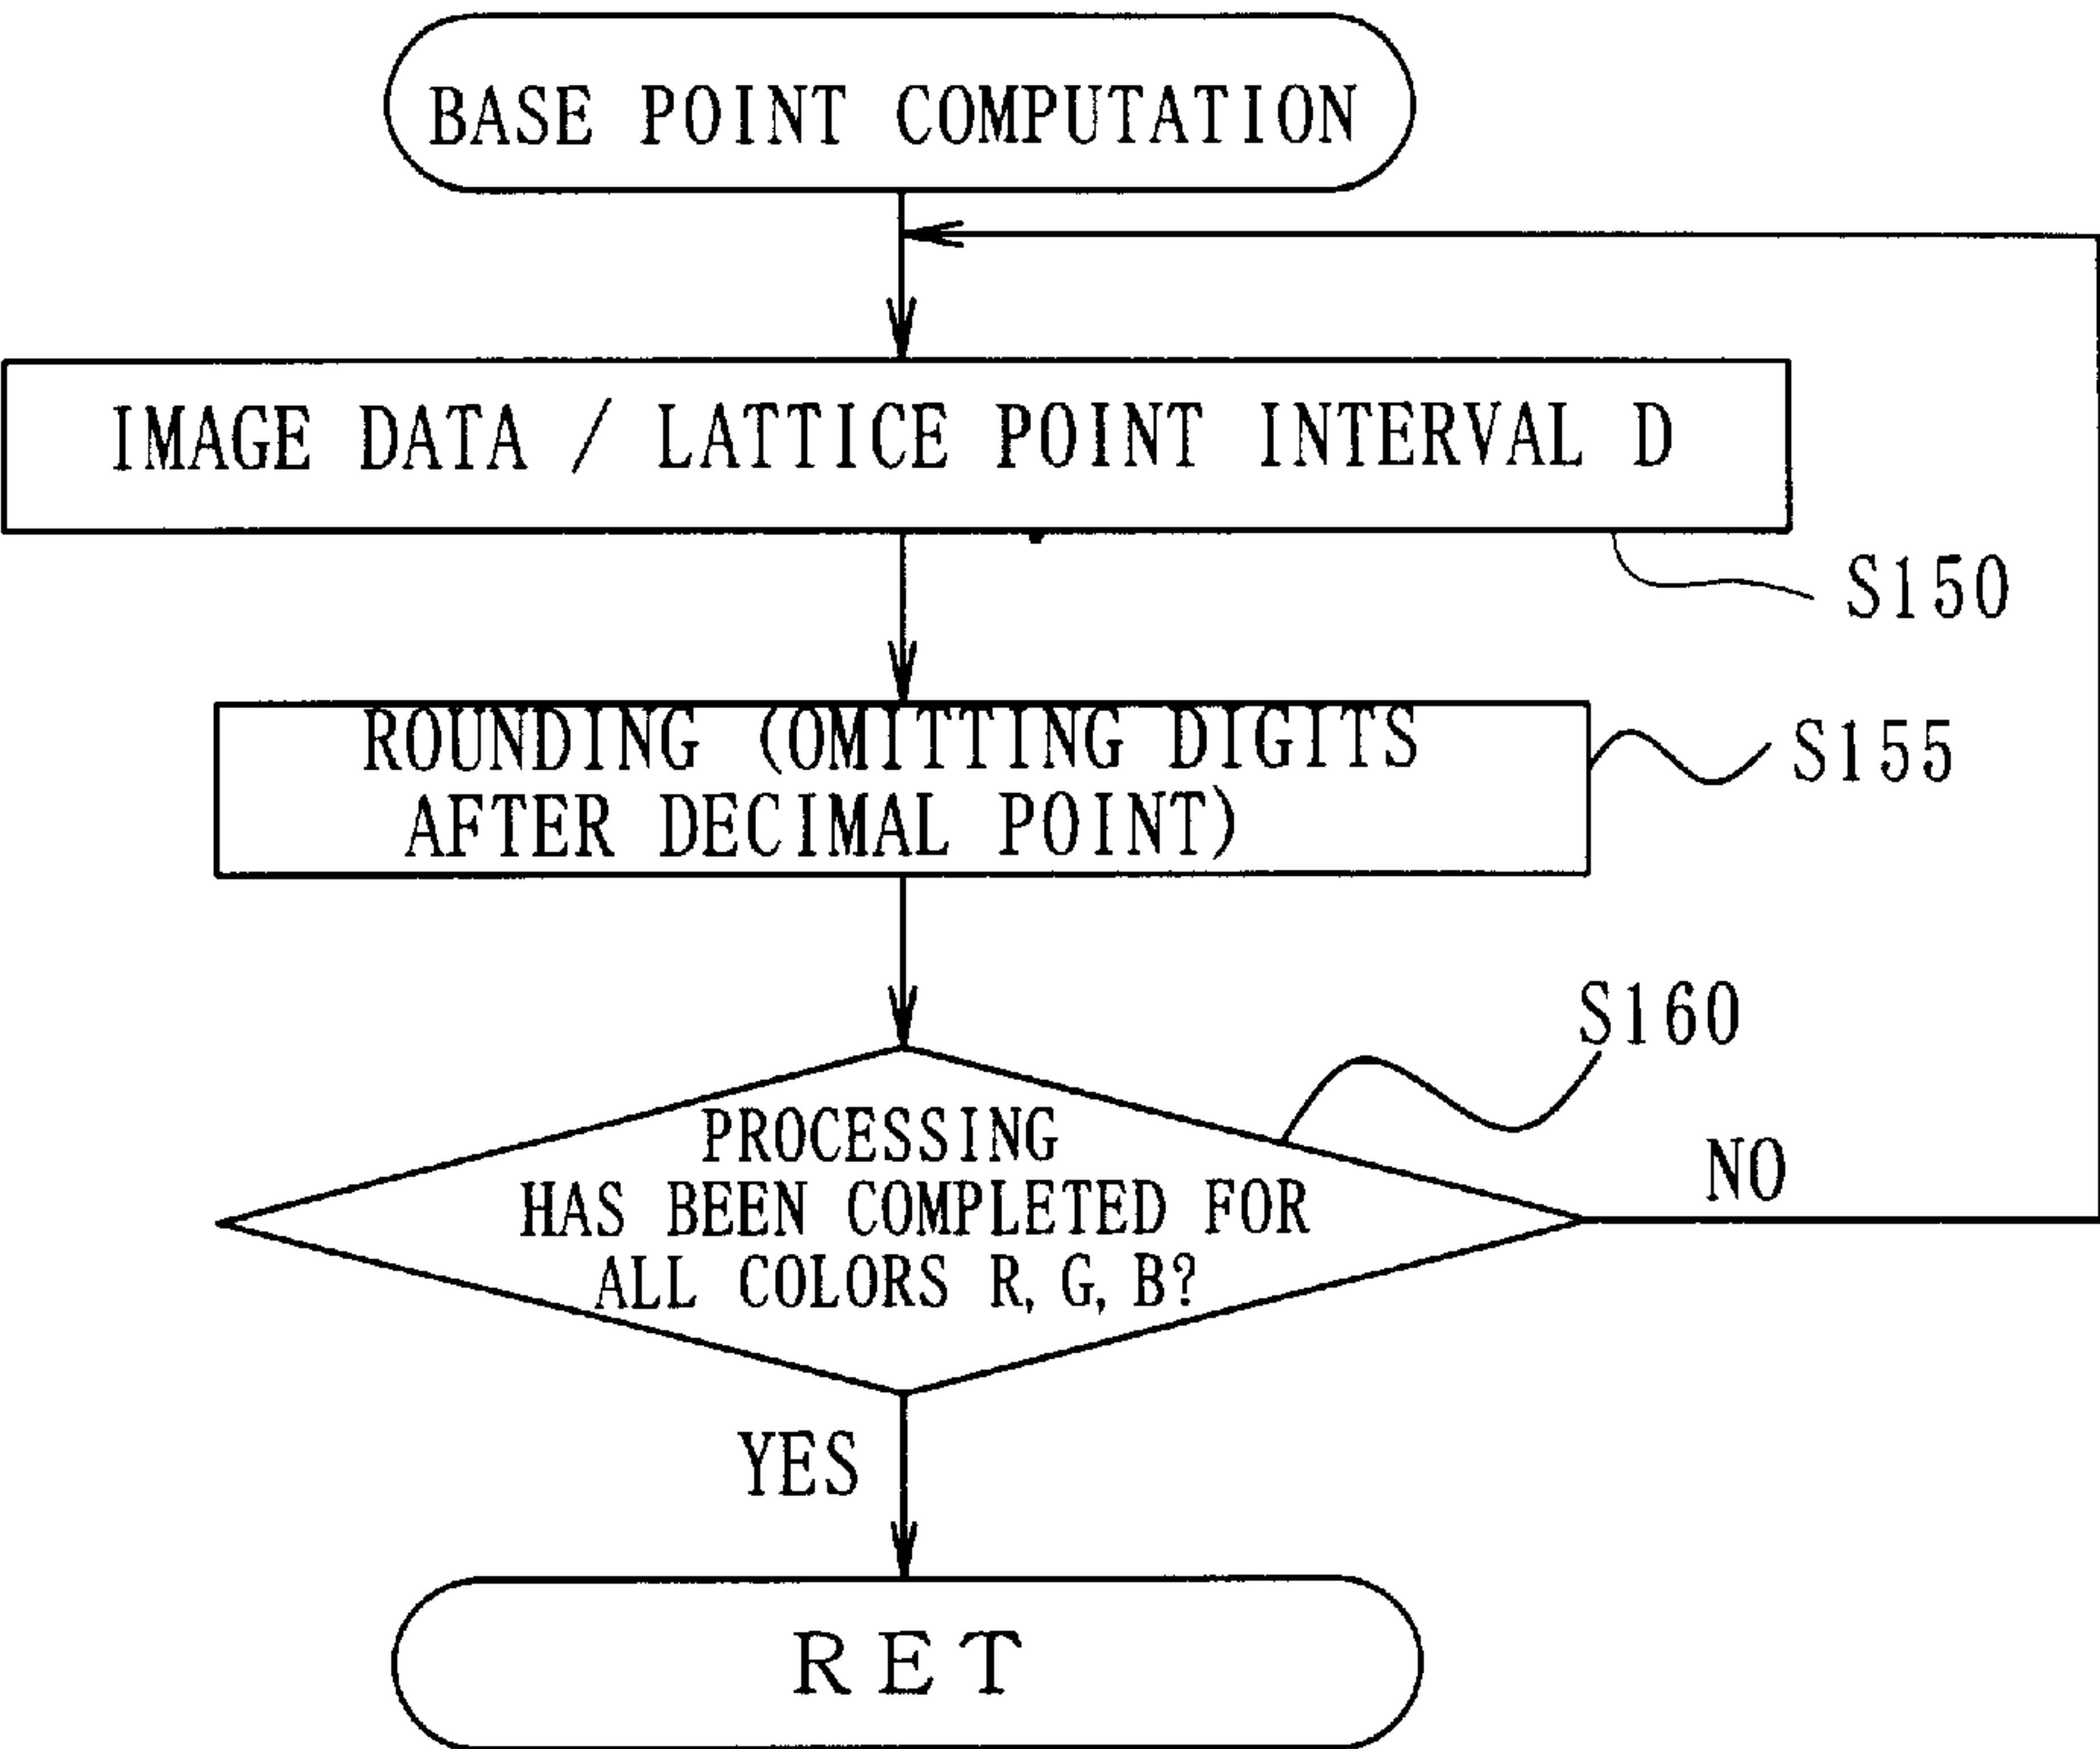 BASE POINT COMPUTATION
IMAGE DATA / LATTICE POINT INTERVAL D
S150
ROUNDING (OMITTING DIGITS
AFTER DECIMAL POINT)
S155
S160
PROCESSING
HAS BEEN COMPLETED FOR
ALL COLORS R, G, B?
NO
YES
RET